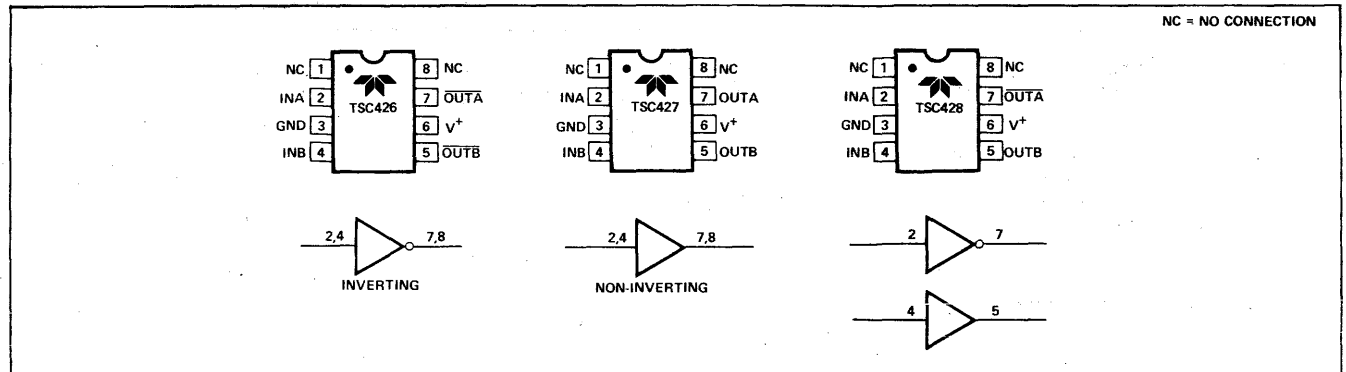 NC = NO CONNECTION
NC 1 8 NC
INA 2 7 O̅U̅T̅A̅
GND 3 6 V⁺
INB 4 5 O̅U̅T̅B̅
TSC426
2,4 7,8
INVERTING
NC 1 8 NC
INA 2 7 OUTA
GND 3 6 V⁺
INB 4 5 OUTB
TSC427
2,4 7,8
NON-INVERTING
NC 1 8 NC
INA 2 7 O̅U̅T̅A̅
GND 3 6 V⁺
INB 4 5 OUTB
TSC428
2 7
4 5